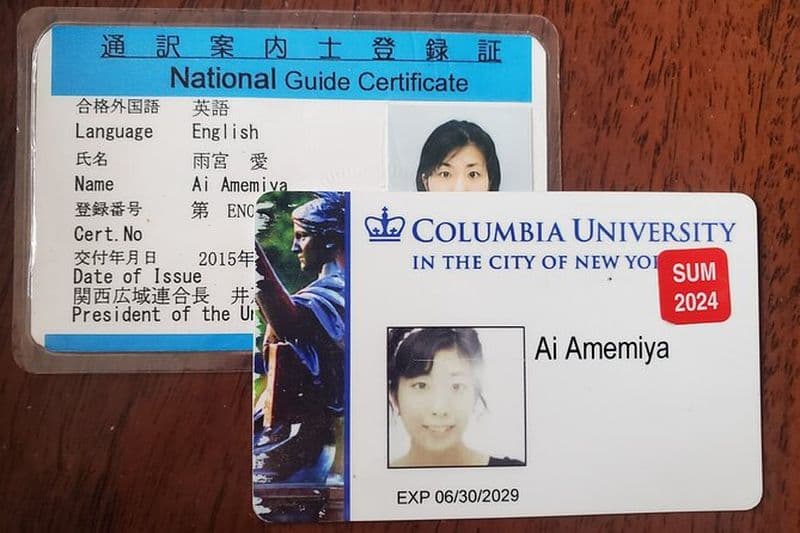 通訳案内士登録証
National Guide Certificate
合格外国語 英語
Language English
氏名 雨宮 愛
Name Ai Amemiya
登録番号 第 EN0
Cert.No
交付年月日 2015年
Date of Issue
関西広域連合長 井
President of the
COLUMBIA UNIVERSITY
IN THE CITY OF NEW
SUM
2024
Ai Amemiya
EXP 06/30/2029